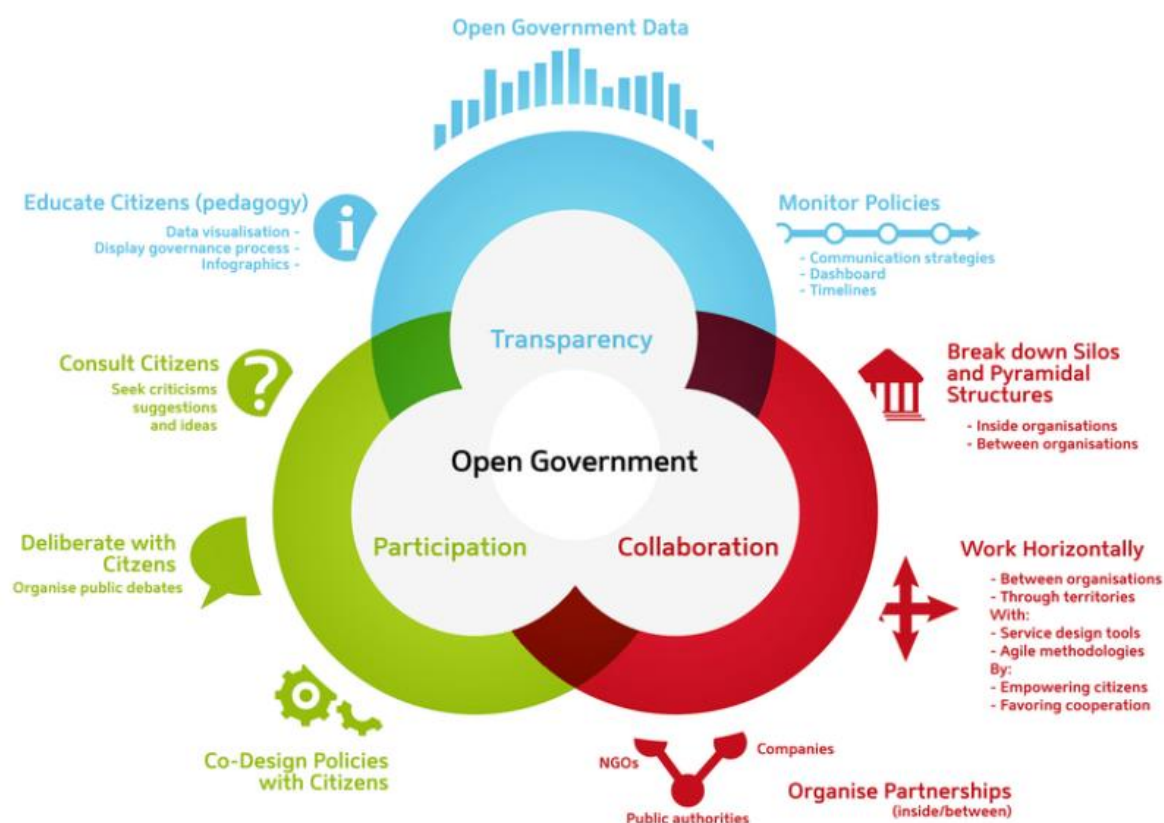 Open Government Data
Educate Citizens (pedagogy)
Data visualisation -
Display governance process -
Infographics -
Monitor Policies
- Communication strategies
- Dashboard
- Timelines
Transparency
Consult Citizens
Seek criticisms
suggestions
and ideas
Break down Silos
and Pyramidal
Structures
- Inside organisations
- Between organisations
Open Government
Participation
Collaboration
Deliberate with
Citzens
Organise public debates
Work Horizontally
- Between organisations
- Through territories
With:
- Service design tools
- Agile methodologies
By:
- Empowering citizens
- Favoring cooperation
Co-Design Policies
with Citizens
NGOs
Companies
Public authorities
Organise Partnerships
(inside/between)